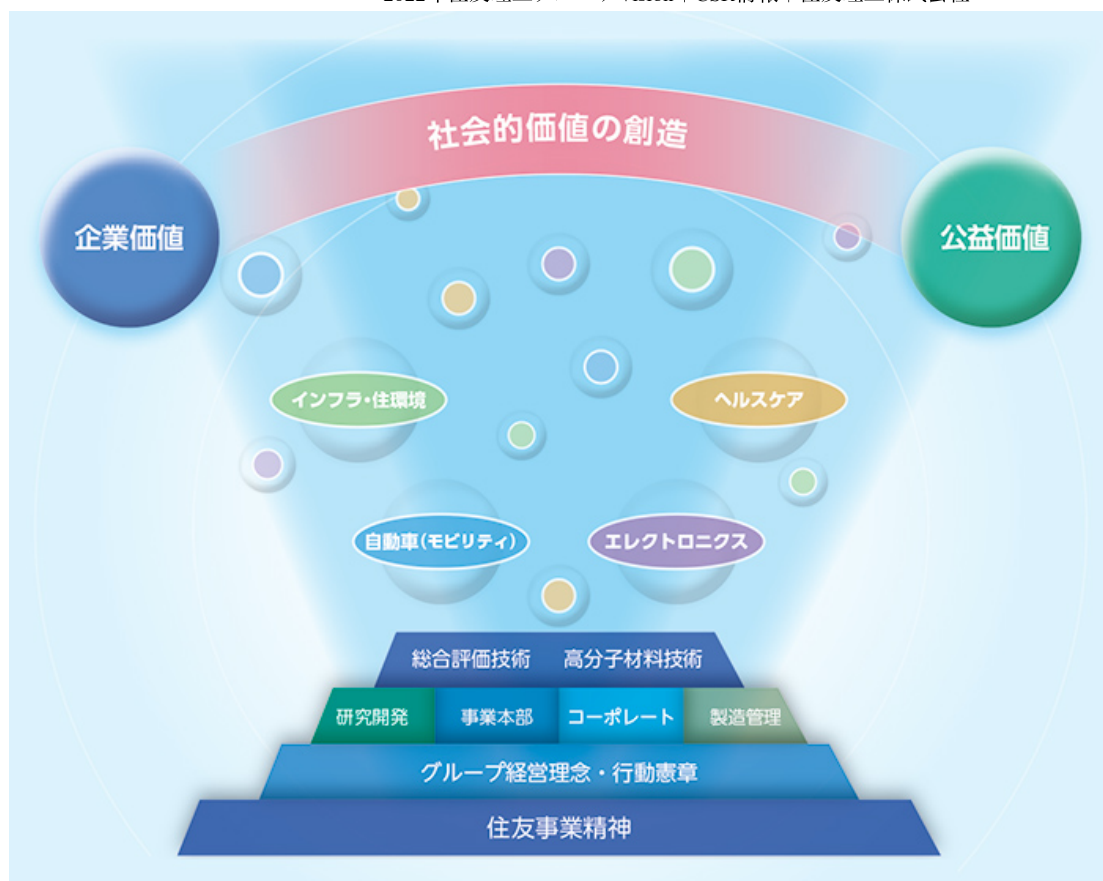 社会的価値の創造
企業価値
公益価値
インフラ・住環境
ヘルスケア
自動車(モビリティ)
エレクトロニクス
総合評価技術 高分子材料技術
研究開発 事業本部 コーポレート 製造管理
グループ経営理念・行動憲章
住友事業精神